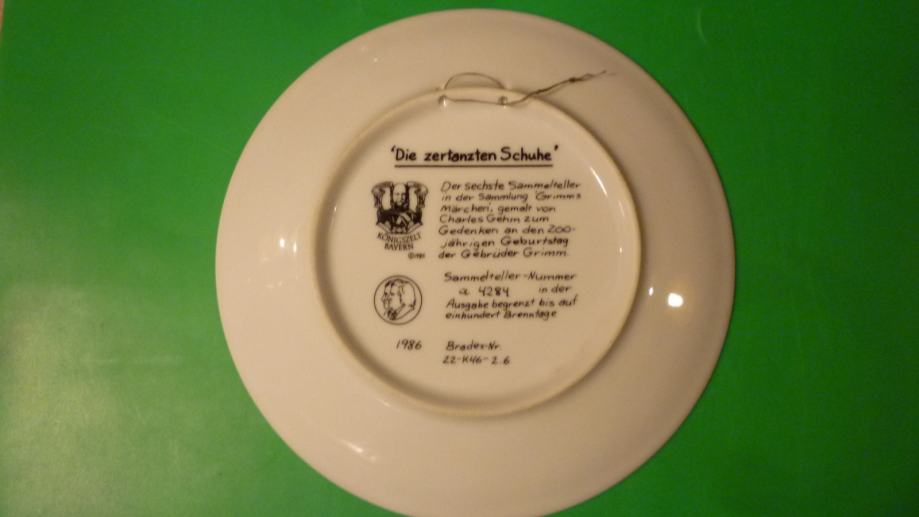 'Die zertanzten Schuhe'
Der sechste Sammelteller
in der Sammlung 'Grimms
Märchen', gemalt von
Charles Gehm zum
Gedenken an den 200-
jährigen Geburtstag
der Gebrüder Grimm.
KÖNIGSZELT
BAYERN
Sammelteller-Nummer
a 4284 in der
Ausgabe begrenzt bis auf
einhundert Brenntage
1986 Bradex-Nr.
22-K46-2.6